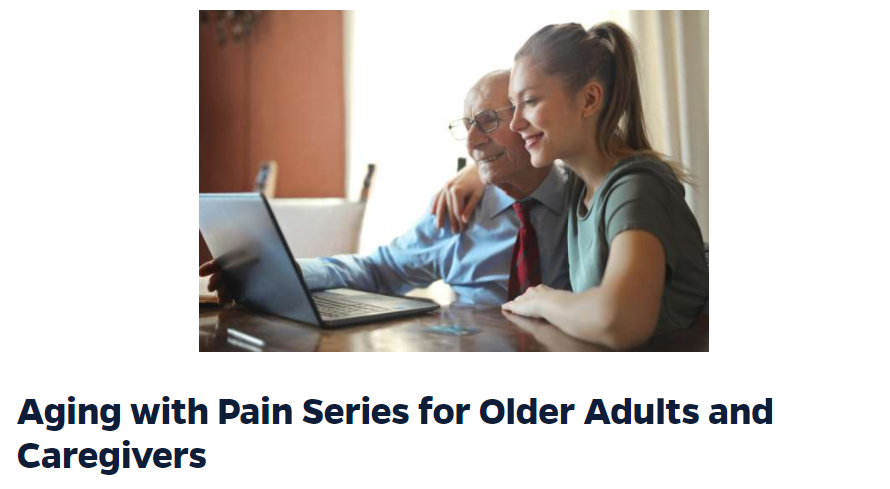 Aging with Pain Series for Older Adults and
Caregivers